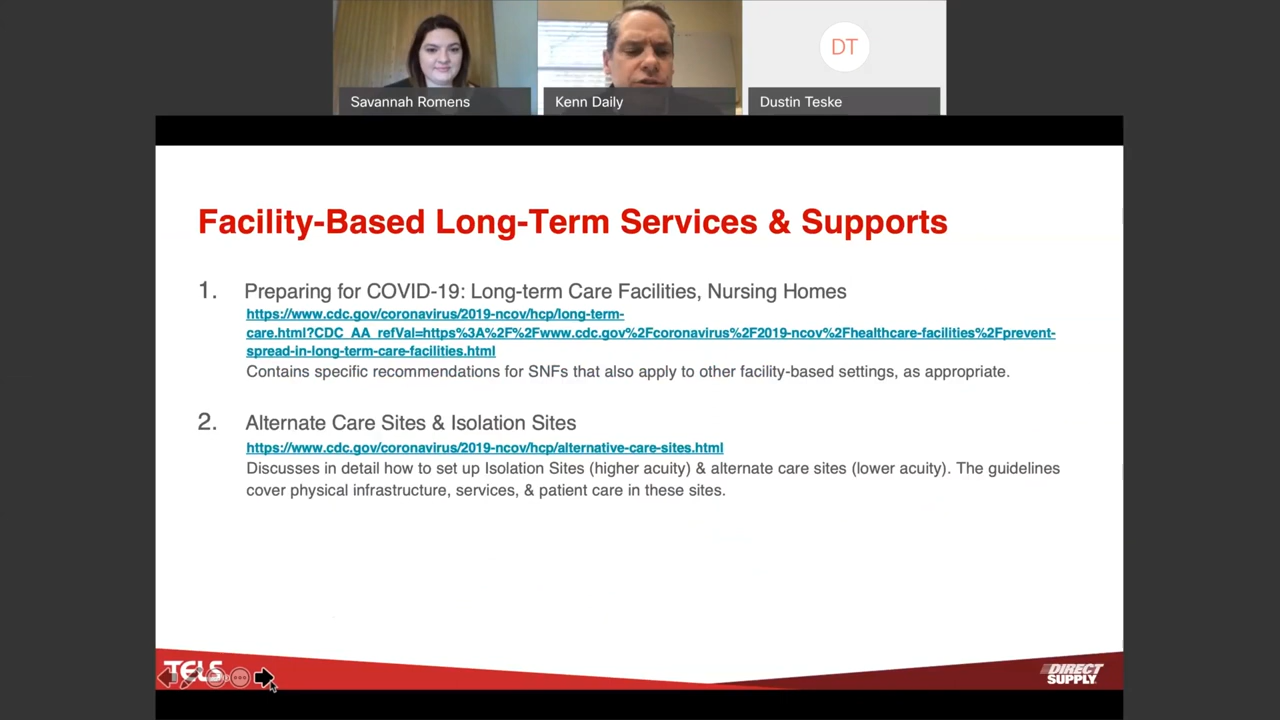 DT
Savannah Romens
Kenn Daily
Dustin Teske
Facility-Based Long-Term Services & Supports
1. Preparing for COVID-19: Long-term Care Facilities, Nursing Homes
https://www.cdc.gov/coronavirus/2019-ncov/hcp/long-term-
care.html?CDC_AA_refVal=https%3A%2F%2Fwww.cdc.gov%2Fcoronavirus%2F2019-ncov%2Fhealthcare-facilities%2Fprevent-
spread-in-long-term-care-facilities.html
Contains specific recommendations for SNFs that also apply to other facility-based settings, as appropriate.
2. Alternate Care Sites & Isolation Sites
https://www.cdc.gov/coronavirus/2019-ncov/hcp/alternative-care-sites.html
Discusses in detail how to set up Isolation Sites (higher acuity) & alternate care sites (lower acuity). The guidelines
cover physical infrastructure, services, & patient care in these sites.
TELS
DIRECT
SUPPLY